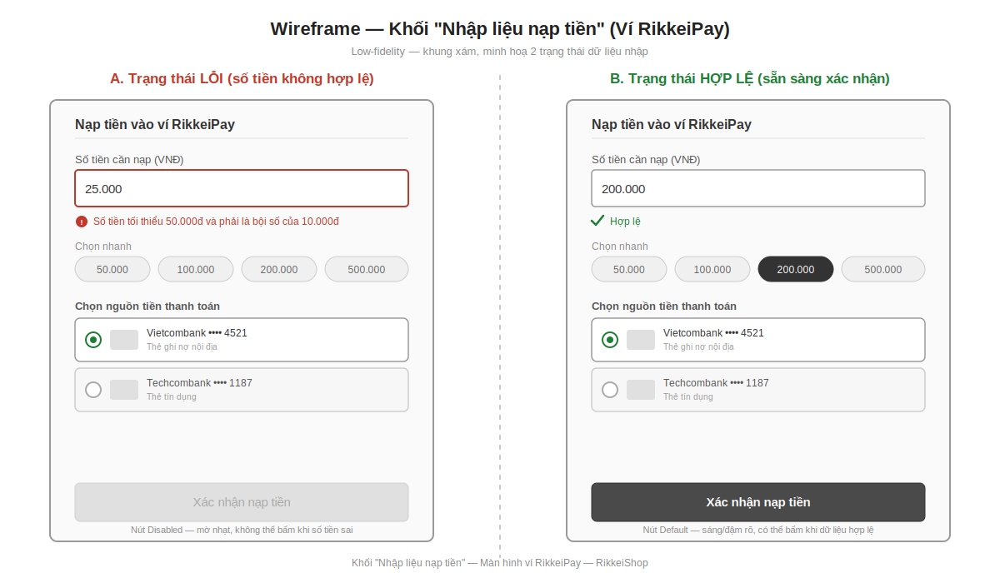 Wireframe — Khối "Nhập liệu nạp tiền" (Ví RikkeiPay)
Low-fidelity — khung xám, minh hoạ 2 trạng thái dữ liệu nhập
A. Trạng thái LỖI (số tiền không hợp lệ)
Nạp tiền vào ví RikkeiPay
Số tiền cần nạp (VNĐ)
25.000
! Số tiền tối thiểu 50.000đ và phải là bội số của 10.000đ
Chọn nhanh
50.000 100.000 200.000 500.000
Chọn nguồn tiền thanh toán
Vietcombank •••• 4521
Thẻ ghi nợ nội địa
Techcombank •••• 1187
Thẻ tín dụng
Xác nhận nạp tiền
Nút Disabled — mờ nhạt, không thể bấm khi số tiền sai
B. Trạng thái HỢP LỆ (sẵn sàng xác nhận)
Nạp tiền vào ví RikkeiPay
Số tiền cần nạp (VNĐ)
200.000
Hợp lệ
Chọn nhanh
50.000 100.000 200.000 500.000
Chọn nguồn tiền thanh toán
Vietcombank •••• 4521
Thẻ ghi nợ nội địa
Techcombank •••• 1187
Thẻ tín dụng
Xác nhận nạp tiền
Nút Default — sáng/đậm rõ, có thể bấm khi dữ liệu hợp lệ
Khối "Nhập liệu nạp tiền" — Màn hình ví RikkeiPay — RikkeiShop